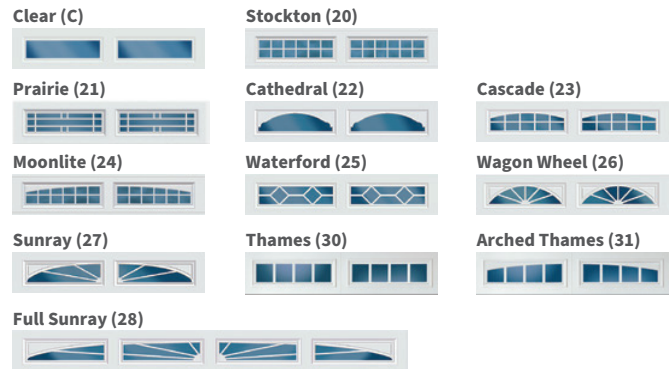 Clear (C)
Stockton (20)
Prairie (21)
Cathedral (22)
Cascade (23)
Moonlite (24)
Waterford (25)
Wagon Wheel (26)
Sunray (27)
Thames (30)
Arched Thames (31)
Full Sunray (28)